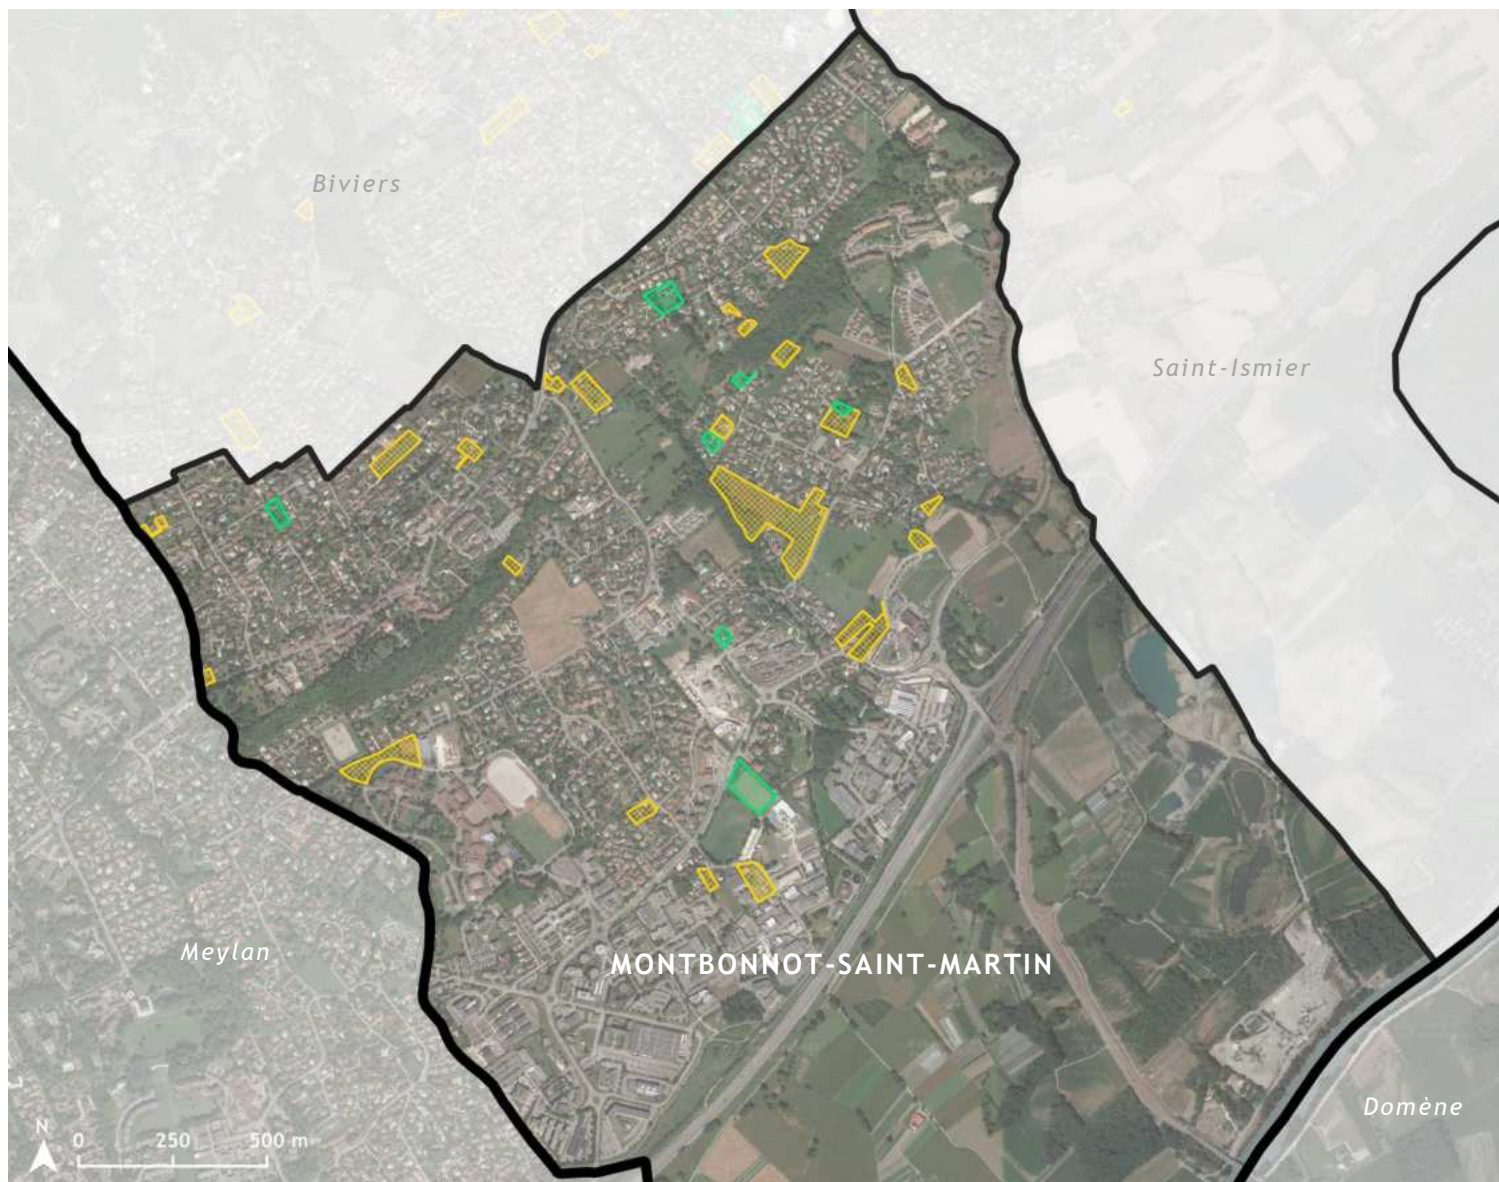 Biviers
Saint-Ismier
Meylan
MONTBONNOT-SAINT-MARTIN
Domène
N
0 250 500 m